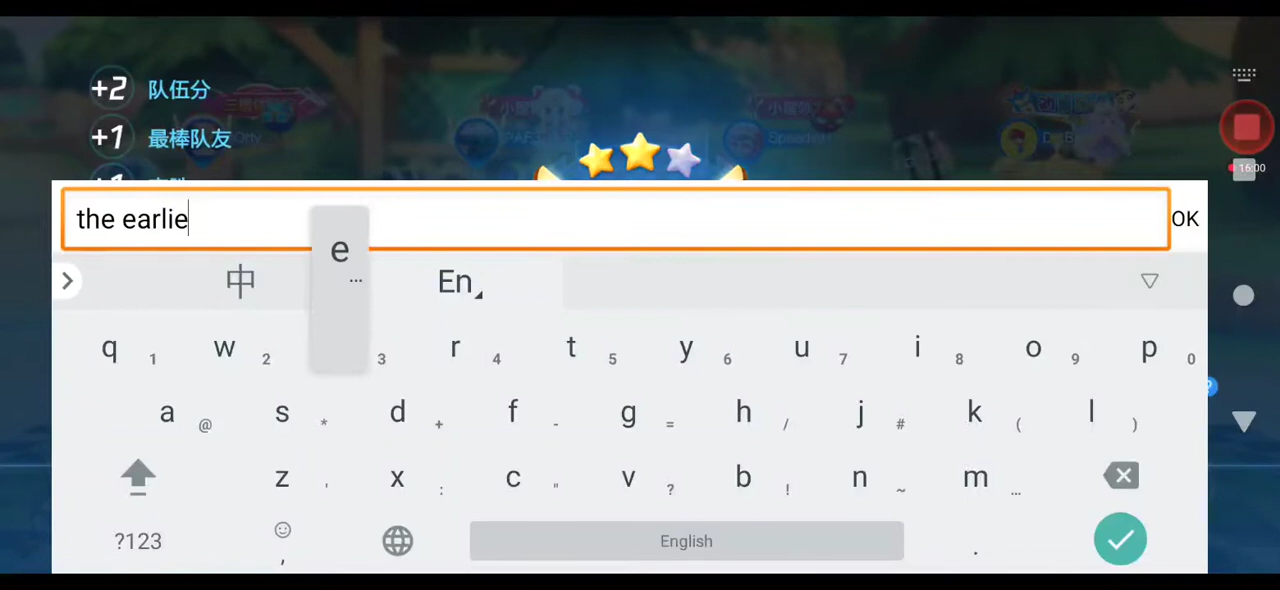 +2 队伍分
+1 最棒队友
16:00
the earlie
OK
e
...
中
En
q 1 w 2 3 r 4 t 5 y 6 u 7 i 8 o 9 p 0
a @ s * d + f - g = h / j # k ( l )
z ' x : c " v ? b ! n ~ m ...
?123
,
English
.